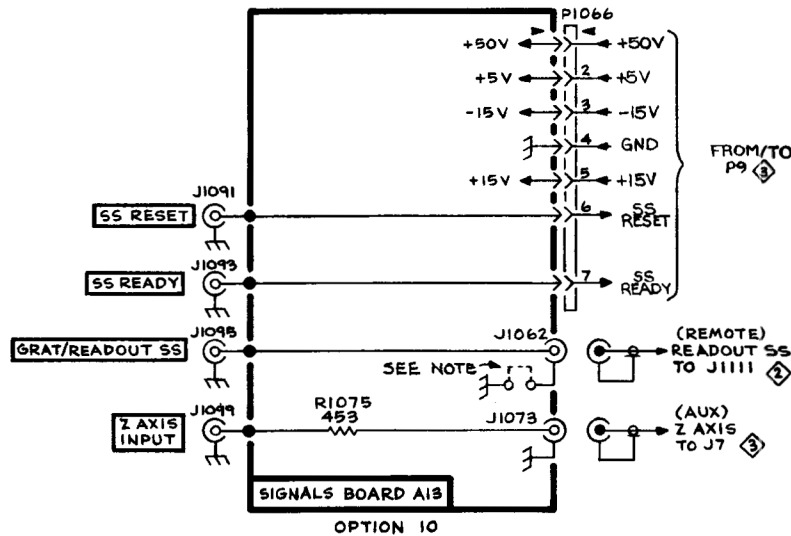 P1066
+50V +50V
+5V 2 +5V
-15V 3 -15V
4 GND
+15V 5 +15V
FROM/TO
P9 3
J1091
SS RESET
6 SS
RESET
J1093
SS READY
7 SS
READY
J1095
GRAT/READOUT SS
J1062
(REMOTE)
READOUT SS
TO J1111 2
SEE NOTE
J1099
Z AXIS
INPUT
R1075
453
J1073
(AUX)
Z AXIS
TO J7 3
SIGNALS BOARD A13
OPTION 10